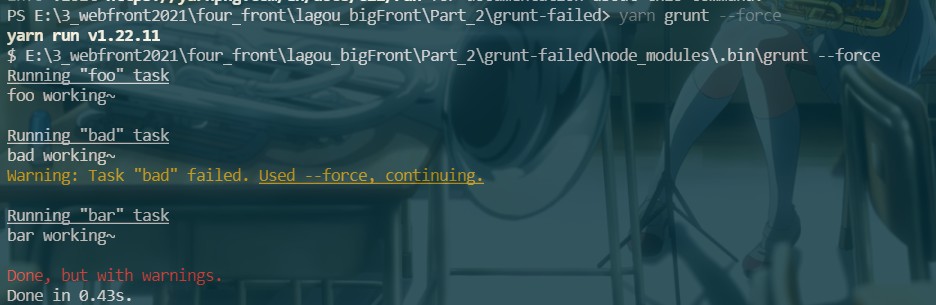 PS E:\3_webfront2021\four_front\lagou_bigFront\Part_2\grunt-failed> yarn grunt --force
yarn run v1.22.11
$ E:\3_webfront2021\four_front\lagou_bigFront\Part_2\grunt-failed\node_modules\.bin\grunt --force
Running "foo" task
foo working~
Running "bad" task
bad working~
Warning: Task "bad" failed. Used --force, continuing.
Running "bar" task
bar working~
Done, but with warnings.
Done in 0.43s.